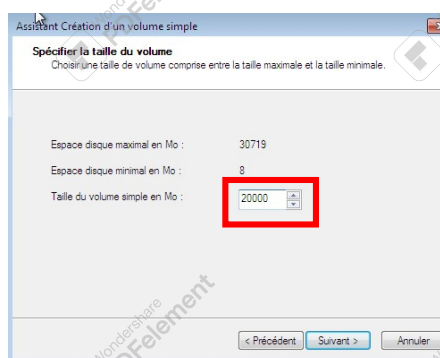 Assistant Création d'un volume simple
Spécifier la taille du volume
Choisir une taille de volume comprise entre la taille maximale et la taille minimale.
Espace disque maximal en Mo : 30719
Espace disque minimal en Mo : 8
Taille du volume simple en Mo : 20000
< Précédent Suivant > Annuler
Wondershare
PDFelement